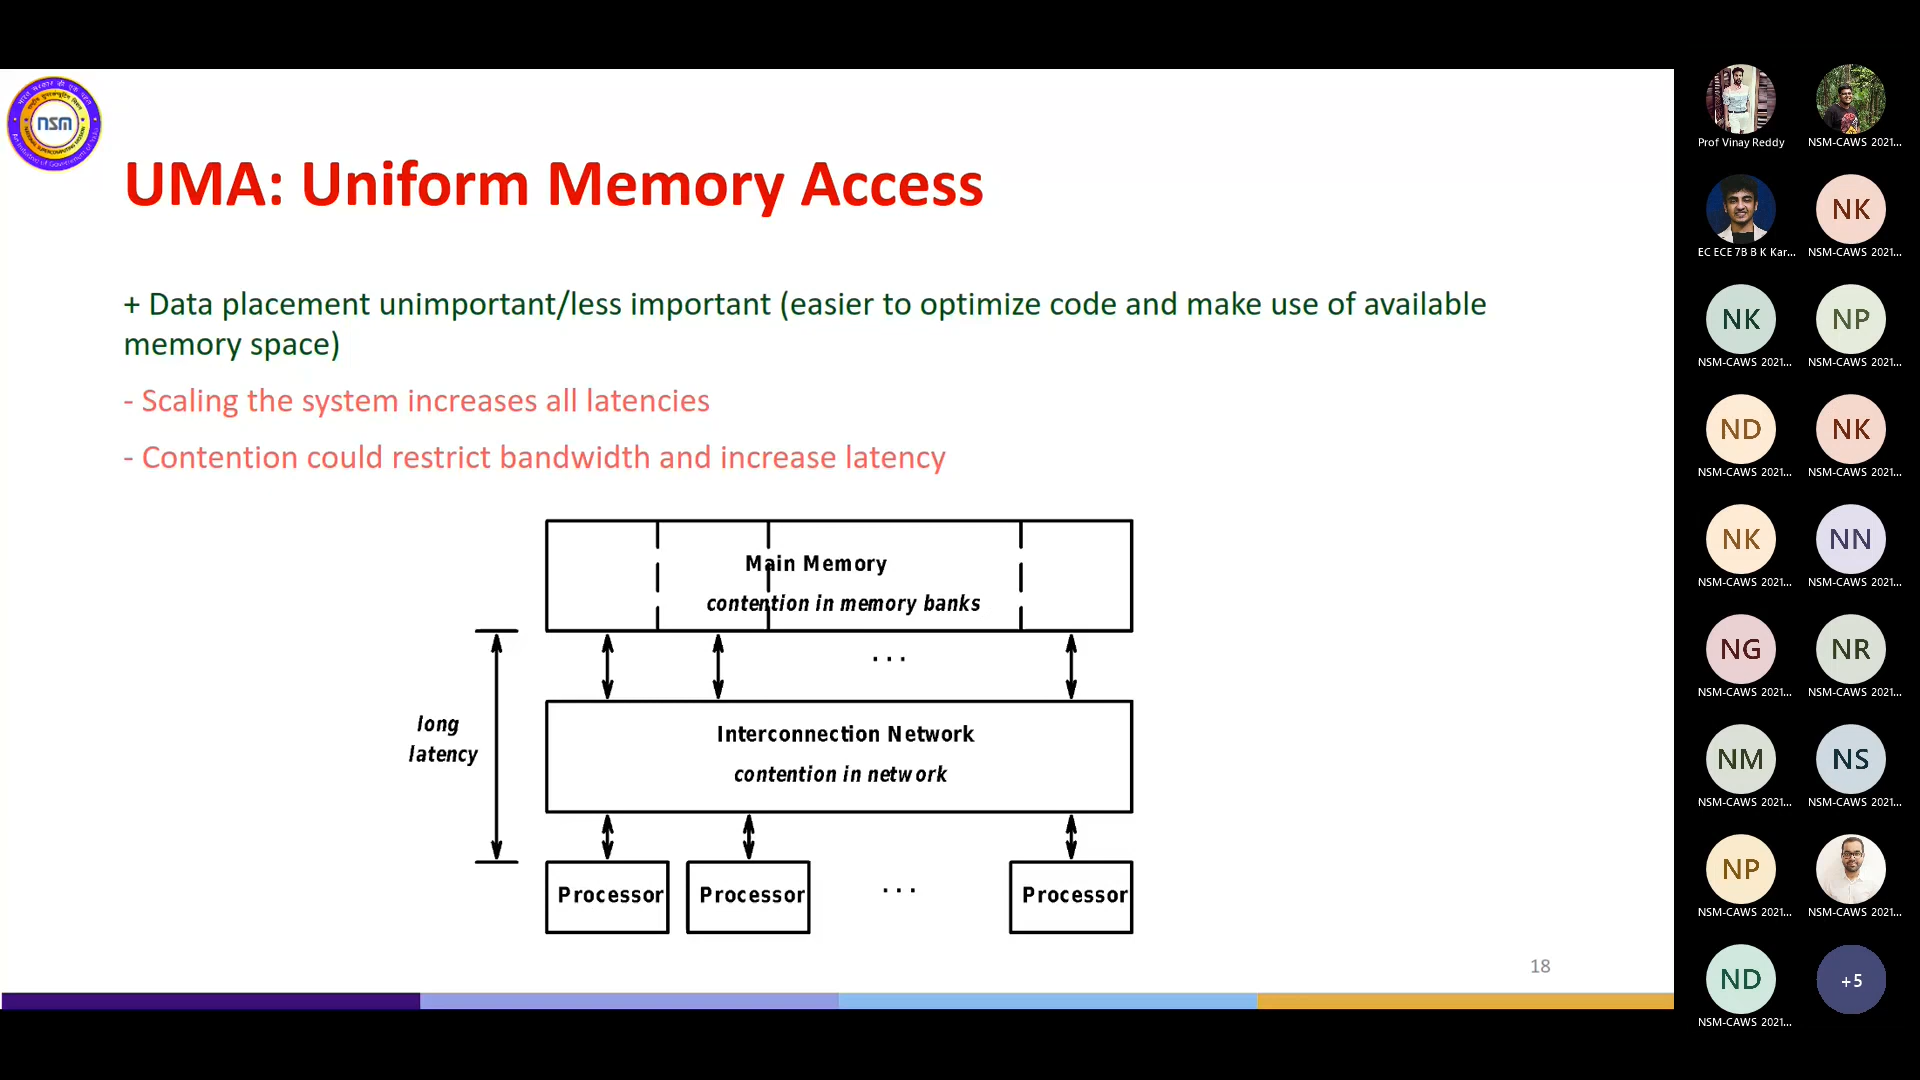 nsm
UMA: Uniform Memory Access
+ Data placement unimportant/less important (easier to optimize code and make use of available
memory space)
- Scaling the system increases all latencies
- Contention could restrict bandwidth and increase latency
Main Memory
contention in memory banks
. . .
long
latency
Interconnection Network
contention in network
Processor Processor . . . Processor
18
Prof Vinay Reddy NSM-CAWS 2021...
NK
EC ECE 7B B K Kar... NSM-CAWS 2021...
NK NP
NSM-CAWS 2021... NSM-CAWS 2021...
ND NK
NSM-CAWS 2021... NSM-CAWS 2021...
NK NN
NSM-CAWS 2021... NSM-CAWS 2021...
NG NR
NSM-CAWS 2021... NSM-CAWS 2021...
NM NS
NSM-CAWS 2021... NSM-CAWS 2021...
NP
NSM-CAWS 2021... NSM-CAWS 2021...
ND +5
NSM-CAWS 2021...